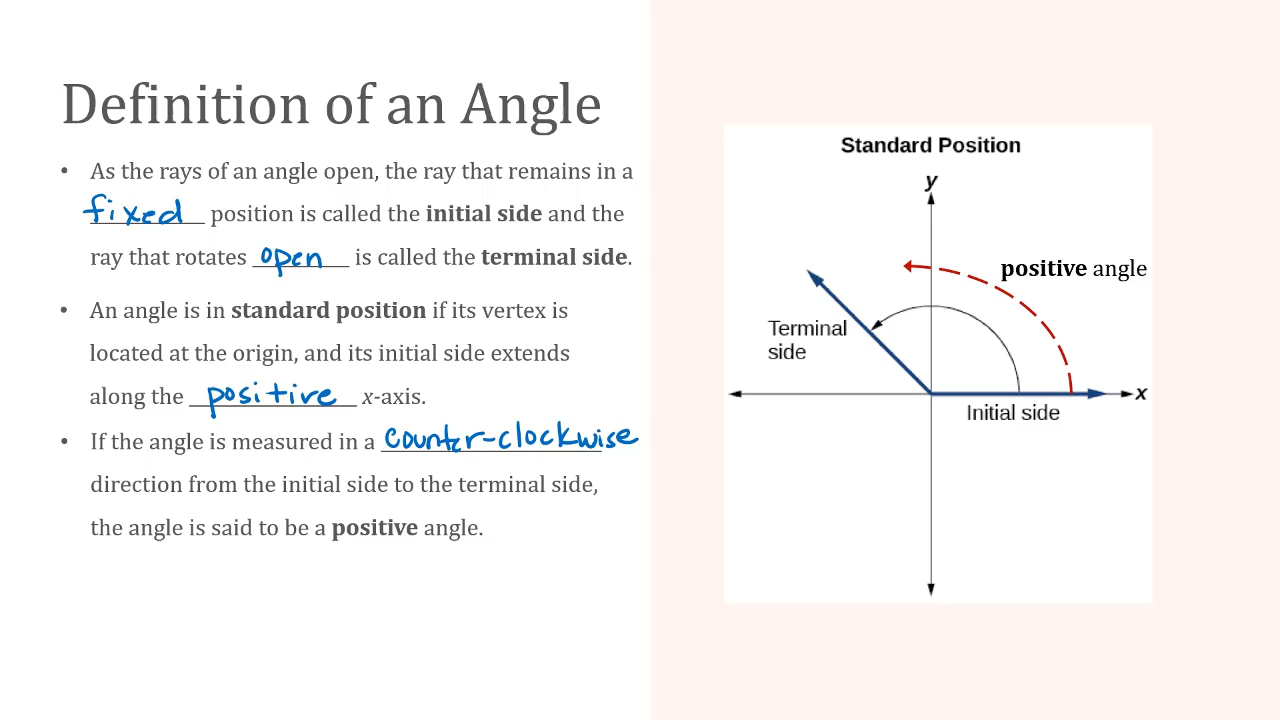 Definition of an Angle
• As the rays of an angle open, the ray that remains in a
fixed position is called the initial side and the
ray that rotates open is called the terminal side.
• An angle is in standard position if its vertex is
located at the origin, and its initial side extends
along the positive x-axis.
• If the angle is measured in a counter-clockwise
direction from the initial side to the terminal side,
the angle is said to be a positive angle.
Standard Position
y
positive angle
Terminal
side
x
Initial side